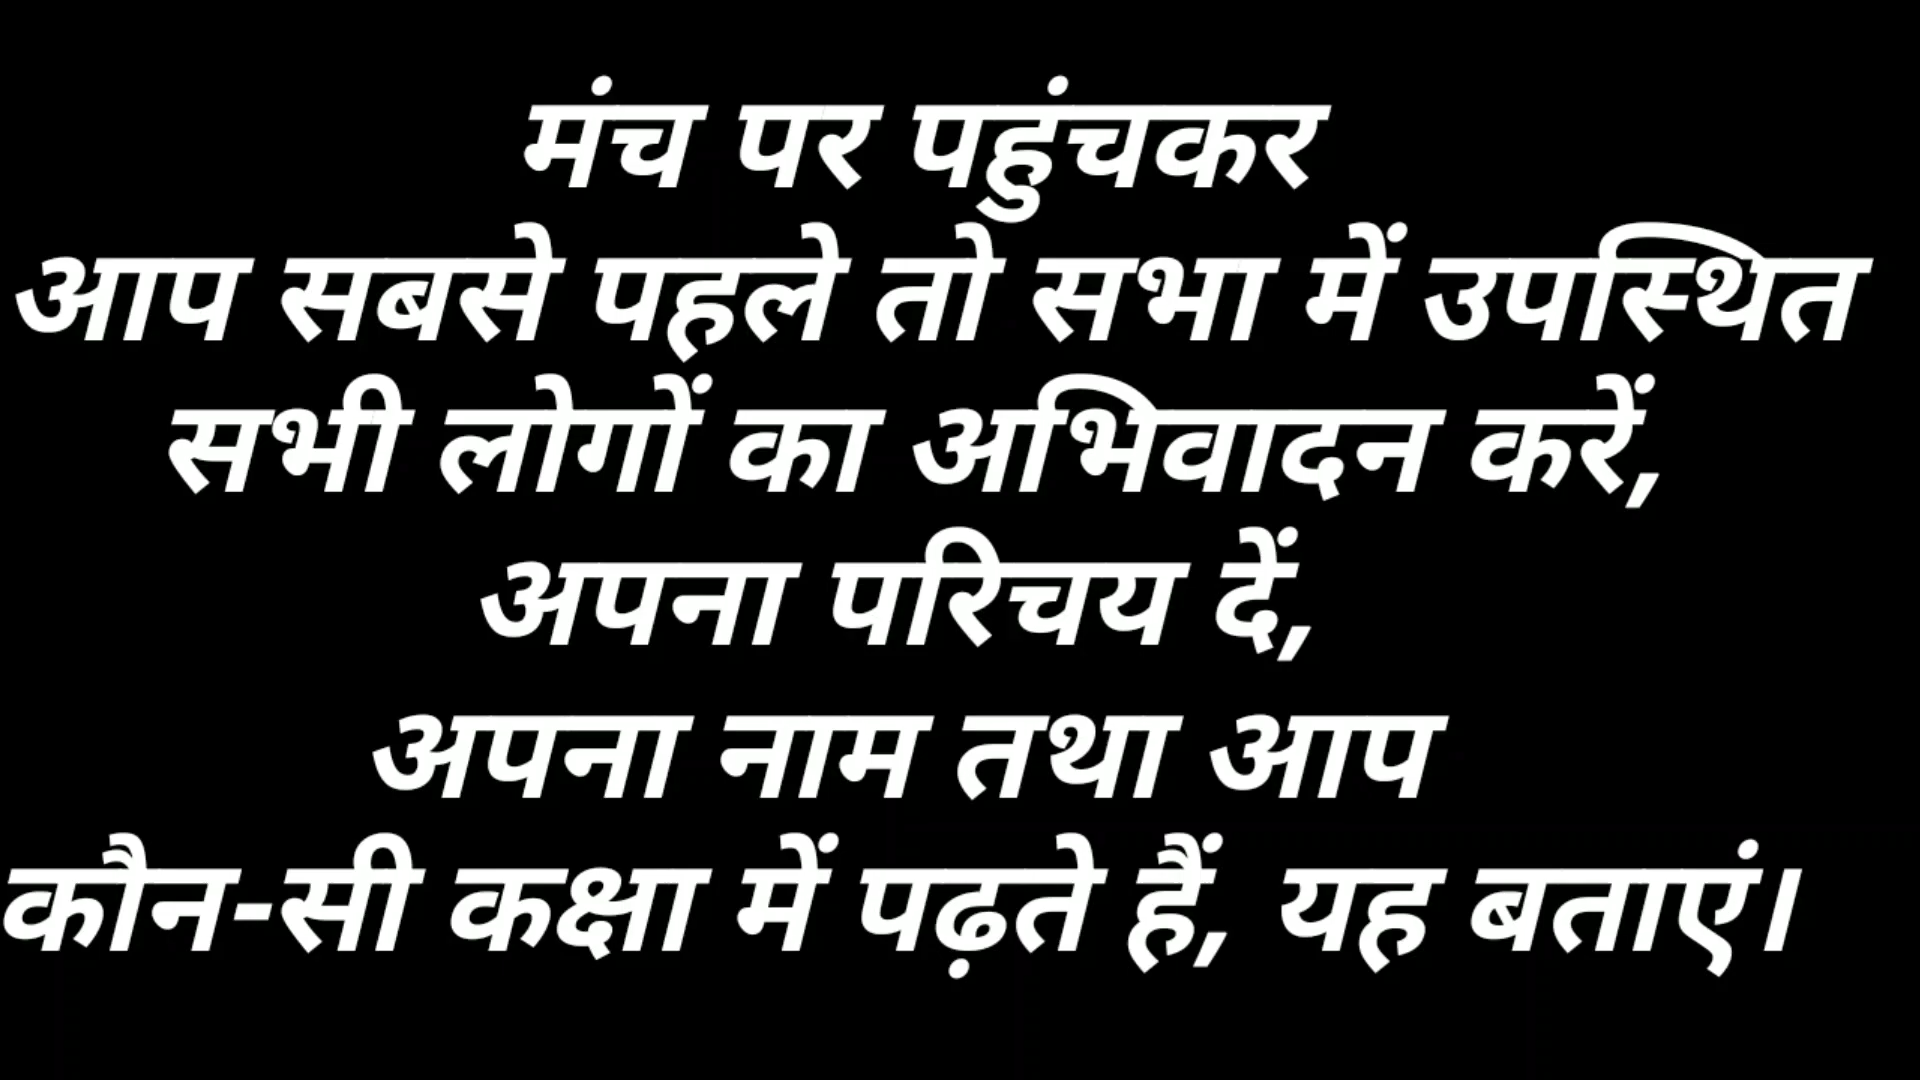 मंच पर पहुंचकर
आप सबसे पहले तो सभा में उपस्थित
सभी लोगों का अभिवादन करें,
अपना परिचय दें,
अपना नाम तथा आप
कौन-सी कक्षा में पढ़ते हैं, यह बताएं।